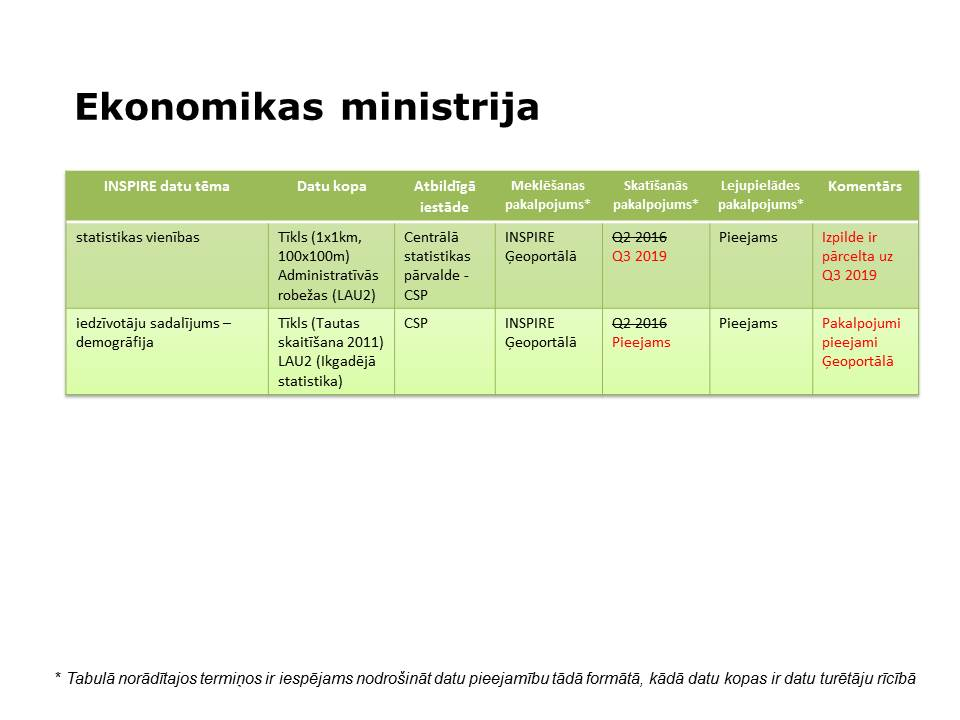 Ekonomikas ministrija
INSPIRE datu tēma
Datu kopa
Atbildīgā
iestāde
Meklēšanas
pakalpojums*
Skatīšanās
pakalpojums*
Lejupielādes
pakalpojums*
Komentārs
statistikas vienības
Tīkls (1x1km,
100x100m)
Administratīvās
robežas (LAU2)
Centrālā
statistikas
pārvalde -
CSP
INSPIRE
Ģeoportālā
Q2 2016
Q3 2019
Pieejams
Izpilde ir
pārcelta uz
Q3 2019
iedzīvotāju sadalījums –
demogrāfija
Tīkls (Tautas
skaitīšana 2011)
LAU2 (Ikgadējā
statistika)
CSP
INSPIRE
Ģeoportālā
Q2 2016
Pieejams
Pieejams
Pakalpojumi
pieejami
Ģeoportālā
* Tabulā norādītajos termiņos ir iespējams nodrošināt datu pieejamību tādā formātā, kādā datu kopas ir datu turētāju rīcībā